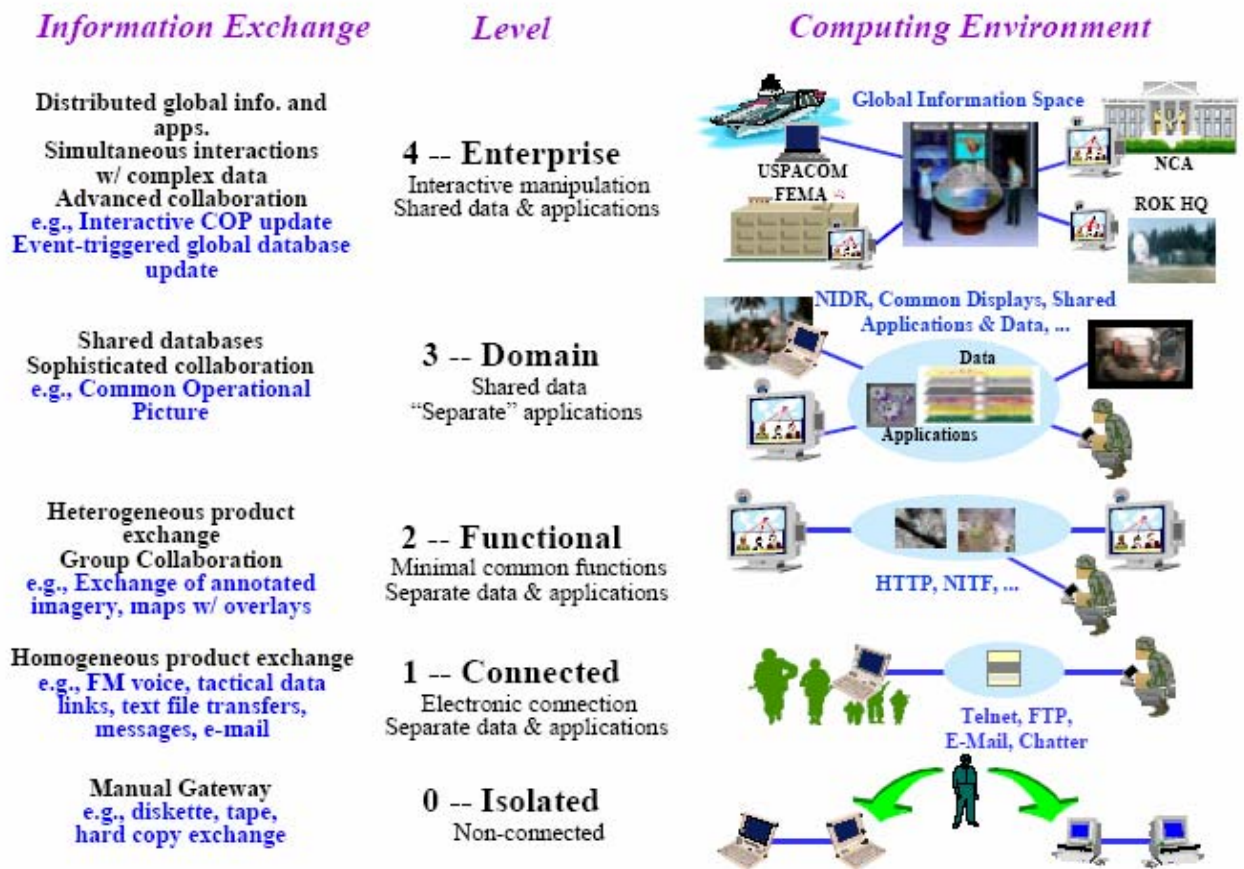 Information Exchange
Level
Computing Environment
Distributed global info. and
apps.
Simultaneous interactions
w/ complex data
Advanced collaboration
e.g., Interactive COP update
Event-triggered global database
update
4 -- Enterprise
Interactive manipulation
Shared data & applications
Global Information Space
USPACOM
FEMA
NCA
ROK HQ
Shared databases
Sophisticated collaboration
e.g., Common Operational
Picture
3 -- Domain
Shared data
“Separate” applications
NIDR, Common Displays, Shared
Applications & Data, ...
Data
Applications
Heterogeneous product
exchange
Group Collaboration
e.g., Exchange of annotated
imagery, maps w/ overlays
2 -- Functional
Minimal common functions
Separate data & applications
HTTP, NITF, ...
Homogeneous product exchange
e.g., FM voice, tactical data
links, text file transfers,
messages, e-mail
1 -- Connected
Electronic connection
Separate data & applications
Telnet, FTP,
E-Mail, Chatter
Manual Gateway
e.g., diskette, tape,
hard copy exchange
0 -- Isolated
Non-connected